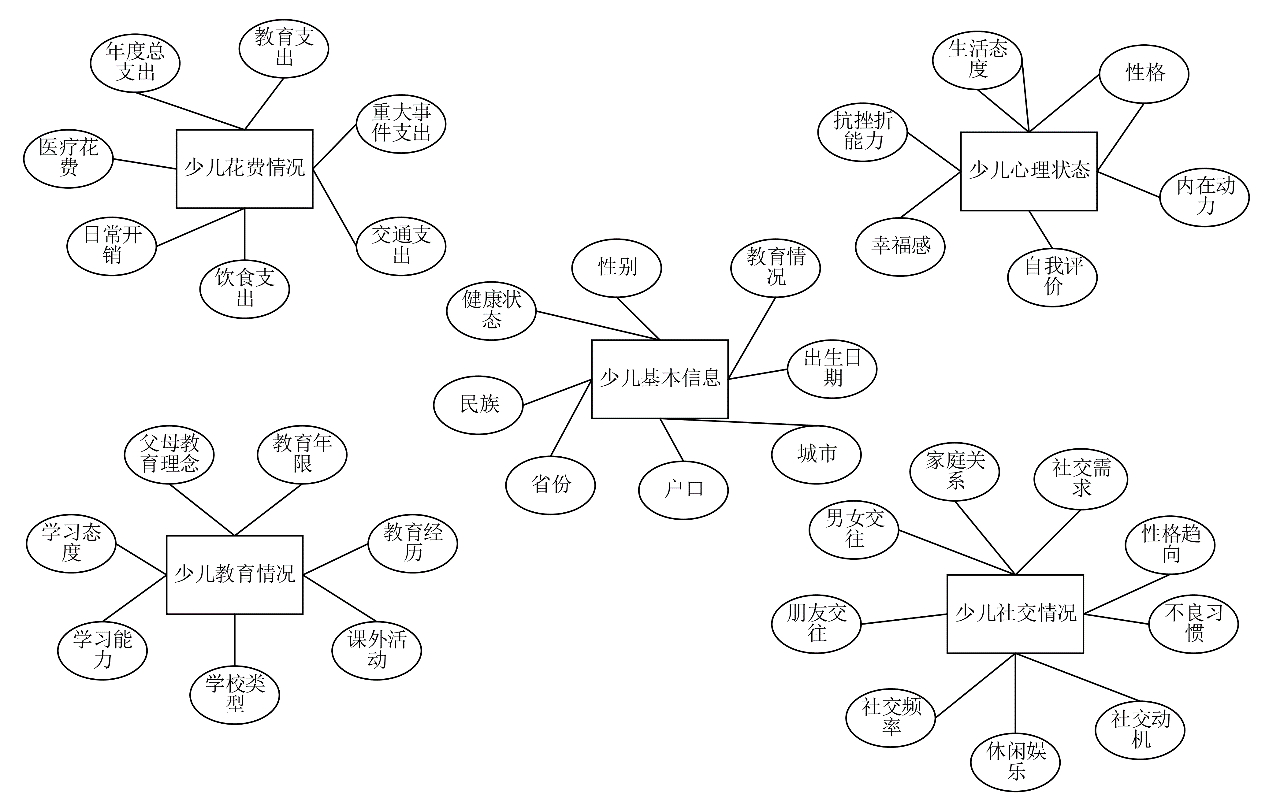 年度总
支出
教育支
出
重大事
件支出
医疗花
费
少儿花费情况
日常开
销
饮食支
出
交通支
出
生活态
度
性格
抗挫折
能力
少儿心理状态
内在动
力
幸福感
自我评
价
性别
教育情
况
健康状
态
少儿基本信息
出生日
期
民族
省份
户口
城市
父母教
育理念
教育年
限
学习态
度
教育经
历
少儿教育情况
学习能
力
学校类
型
课外活
动
家庭关
系
社交需
求
男女交
往
性格趋
向
少儿社交情况
朋友交
往
不良习
惯
社交频
率
休闲娱
乐
社交动
机